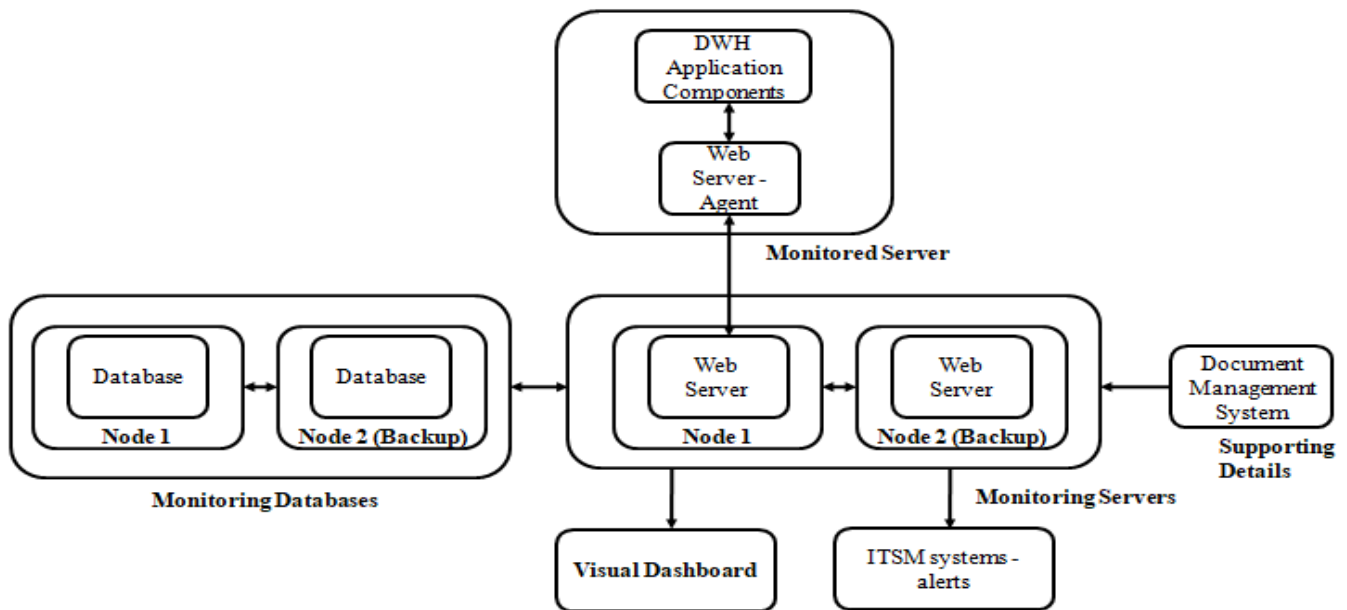 DWH
Application
Components
Web
Server -
Agent
Monitored Server
Database
Node 1
Database
Node 2 (Backup)
Monitoring Databases
Web
Server
Node 1
Web
Server
Node 2 (Backup)
Monitoring Servers
Document
Management
System
Supporting
Details
Visual Dashboard
ITSM systems -
alerts